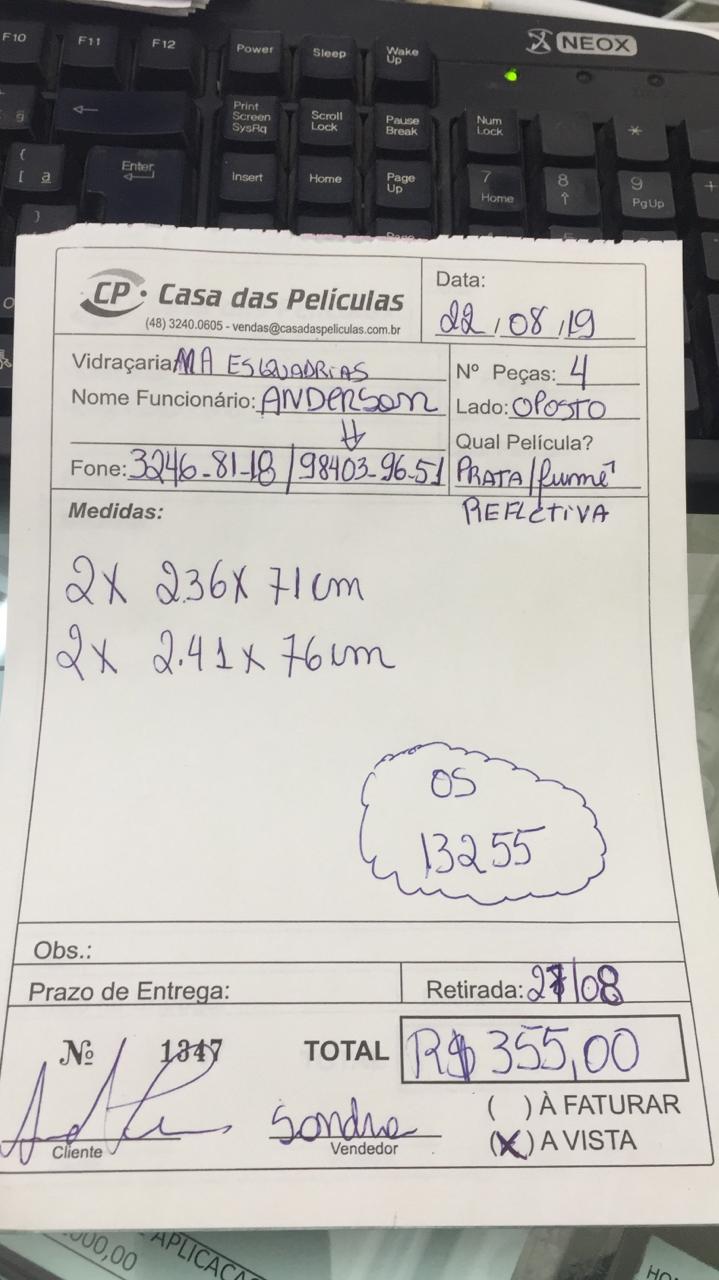 F10 F11 F12 Power Sleep Wake Up NEOX
Print Screen SysRq Scroll Lock Pause Break Num Lock *
Enter Insert Home Page Up 7 Home 8 9 PgUp +
CP Casa das Películas
(48) 3240.0605 - vendas@casadaspeliculas.com.br
Data:
22/08/19
Vidraçaria MA ESQUADRIAS
Nº Peças: 4
Nome Funcionário: ANDERSON
Lado: OPOSTO
Qual Película?
Fone: 3246-81-18 / 98403-96-51
PRATA/fumê
REFLETIVA
Medidas:
2X 2.36X 71cm
2X 2.41X 76cm
OS
13255
Obs.:
Prazo de Entrega:
Retirada: 27/08
Nº 1347
TOTAL R$ 355,00
( ) À FATURAR
Sandra
(X) A VISTA
Cliente
Vendedor
000,00
APLICACA